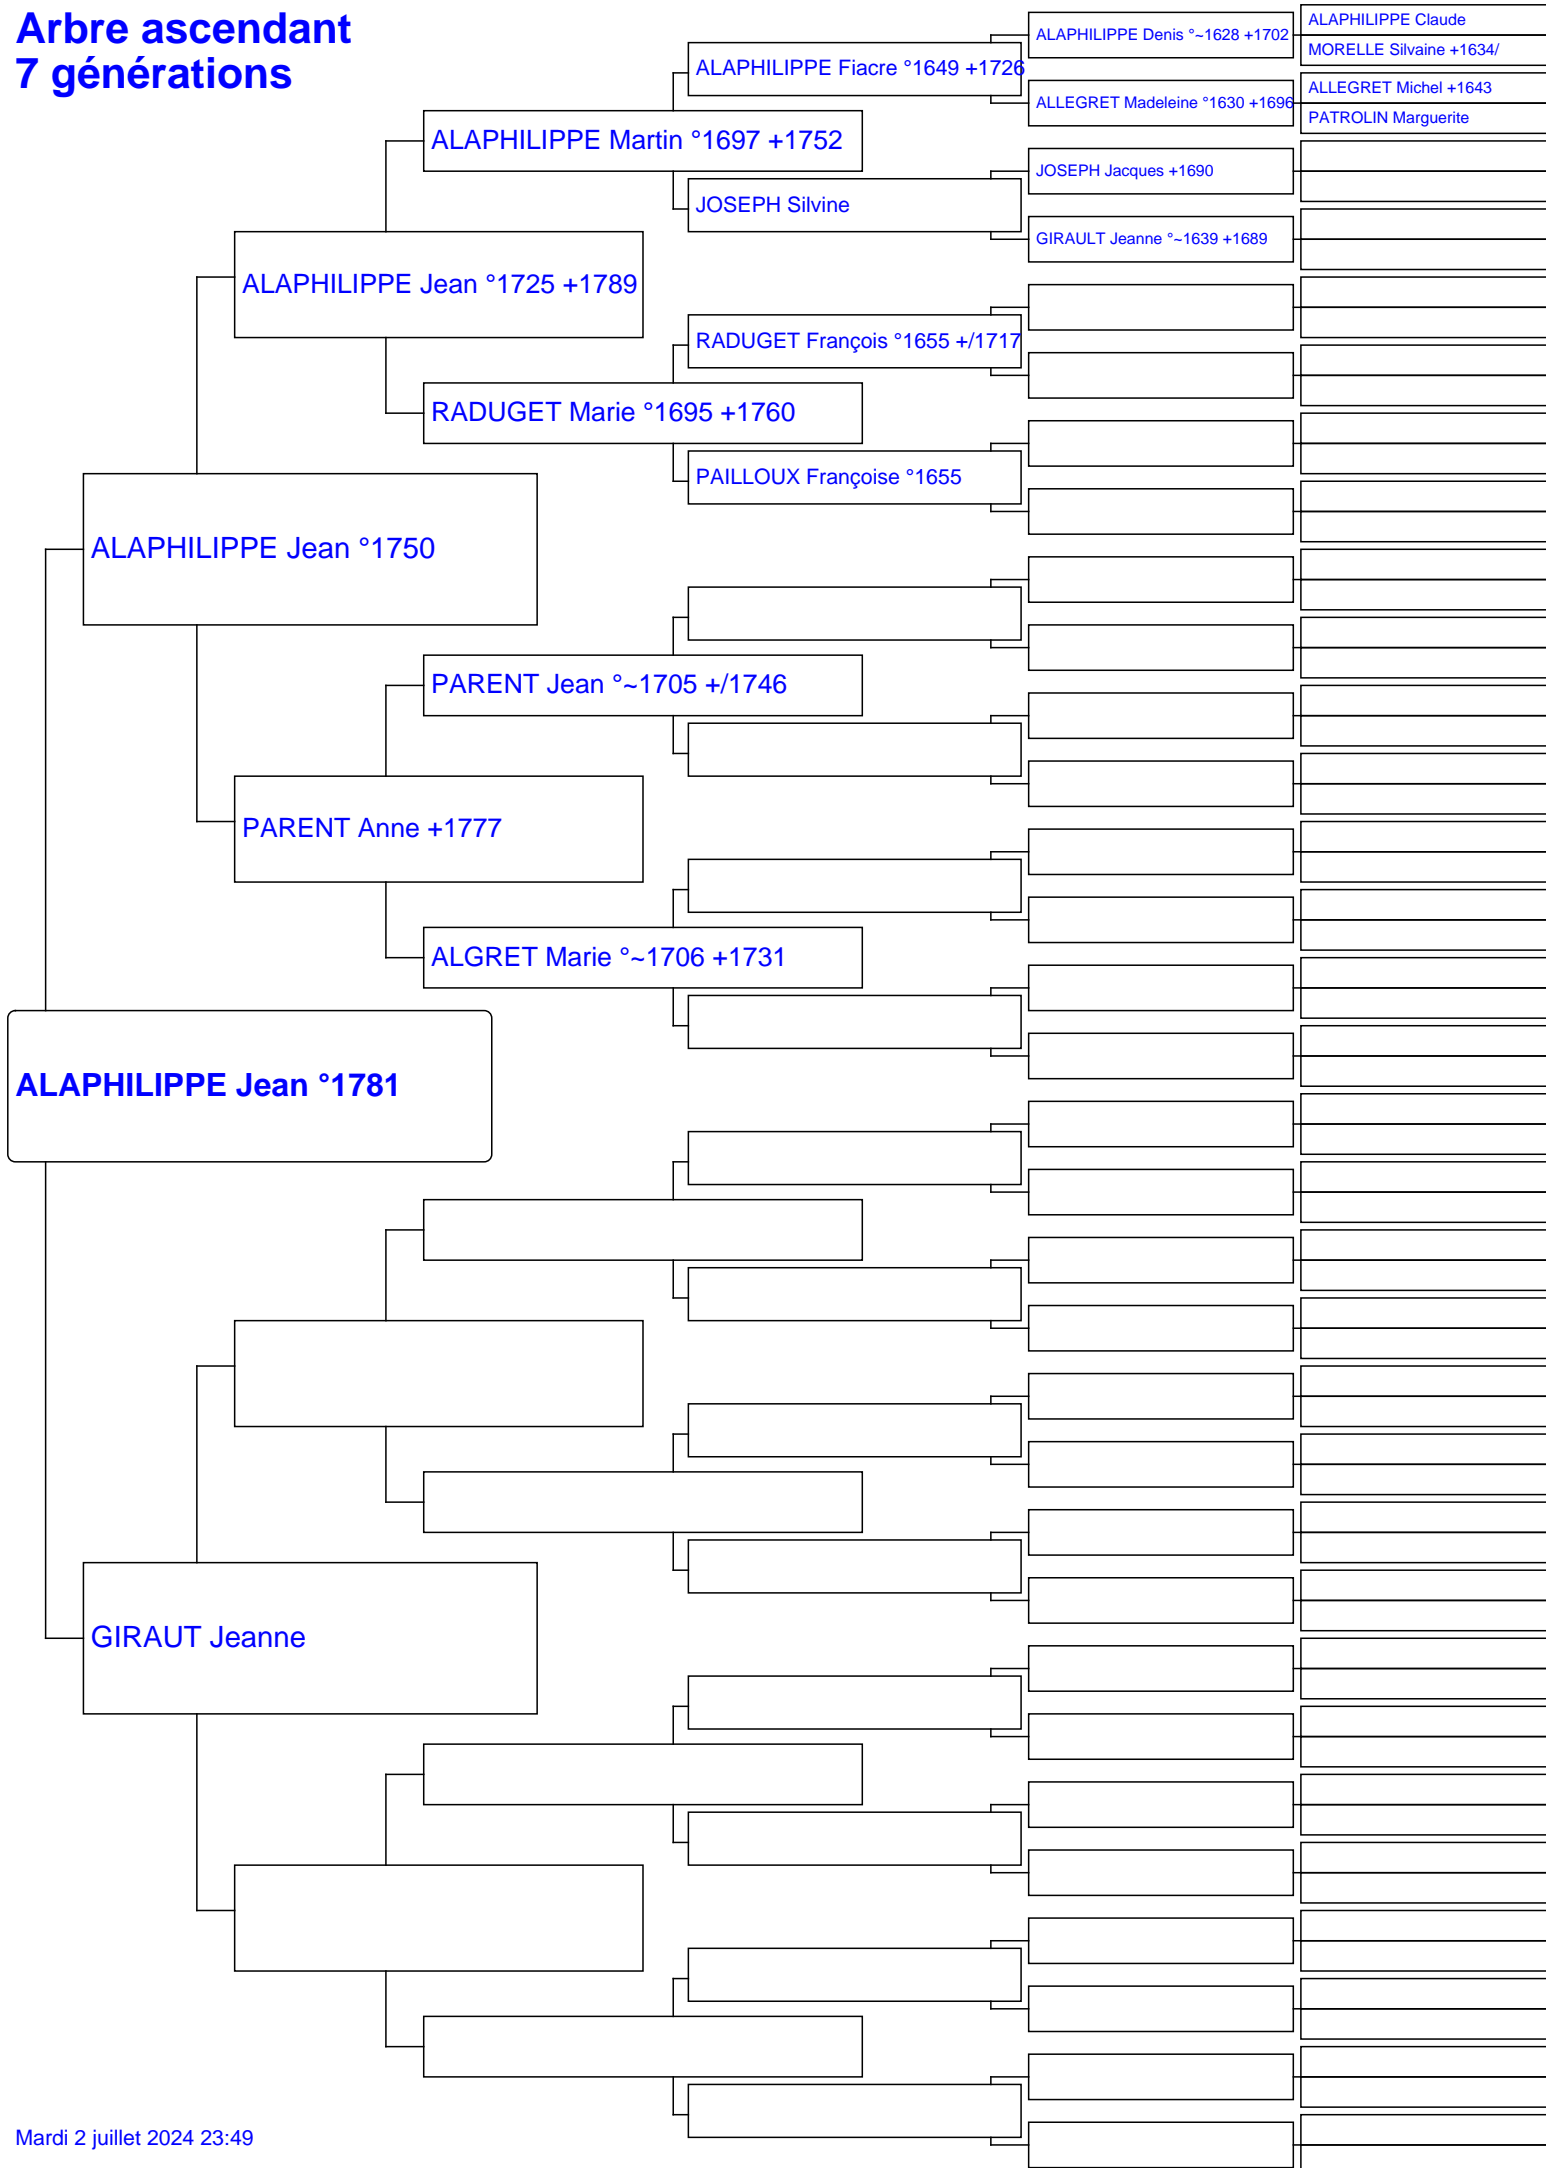 Arbre ascendant
7 générations
ALAPHILIPPE Claude
ALAPHILIPPE Denis °~1628 +1702
MORELLE Silvaine +1634/
ALAPHILIPPE Fiacre °1649 +1726
ALLEGRET Michel +1643
ALLEGRET Madeleine °1630 +1696
PATROLIN Marguerite
ALAPHILIPPE Martin °1697 +1752
JOSEPH Jacques +1690
JOSEPH Silvine
GIRAULT Jeanne °~1639 +1689
ALAPHILIPPE Jean °1725 +1789
RADUGET François °1655 +/1717
RADUGET Marie °1695 +1760
PAILLOUX Françoise °1655
ALAPHILIPPE Jean °1750
PARENT Jean °~1705 +/1746
PARENT Anne +1777
ALGRET Marie °~1706 +1731
ALAPHILIPPE Jean °1781
GIRAUT Jeanne
Mardi 2 juillet 2024 23:49